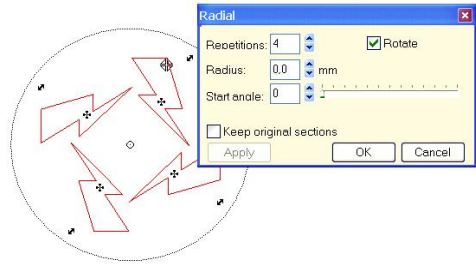 Radial
Repetitions: 4
Rotate
Radius: 0,0 mm
Start angle: 0
Keep original sections
Apply OK Cancel